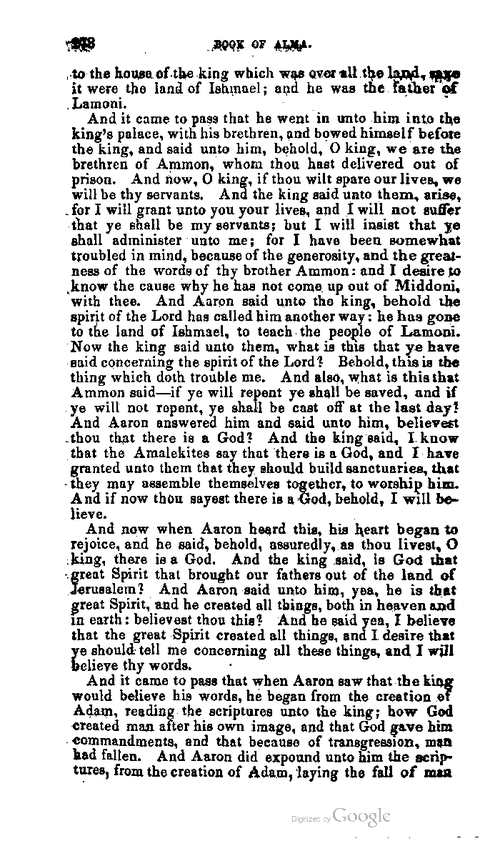 278 BOOK OF ALMA.
to the house of the king which was over all the land, save
it were the land of Ishmael; and he was the father of
Lamoni.
And it came to pass that he went in unto him into the
king's palace, with his brethren, and bowed himself before
the king, and said unto him, behold, O king, we are the
brethren of Ammon, whom thou hast delivered out of
prison. And now, O king, if thou wilt spare our lives, we
will be thy servants. And the king said unto them, arise,
for I will grant unto you your lives, and I will not suffer
that ye shall be my servants; but I will insist that ye
shall administer unto me; for I have been somewhat
troubled in mind, because of the generosity, and the great-
ness of the words of thy brother Ammon: and I desire to
know the cause why he has not come up out of Middoni,
with thee. And Aaron said unto the king, behold the
spirit of the Lord has called him another way: he has gone
to the land of Ishmael, to teach the people of Lamoni.
Now the king said unto them, what is this that ye have
said concerning the spirit of the Lord? Behold, this is the
thing which doth trouble me. And also, what is this that
Ammon said—if ye will repent ye shall be saved, and if
ye will not repent, ye shall be cast off at the last day?
And Aaron answered him and said unto him, believest
thou that there is a God? And the king said, I know
that the Amalekites say that there is a God, and I have
granted unto them that they should build sanctuaries, that
they may assemble themselves together, to worship him.
And if now thou sayest there is a God, behold, I will be-
lieve.
And now when Aaron heard this, his heart began to
rejoice, and he said, behold, assuredly, as thou livest, O
king, there is a God. And the king said, is God that
great Spirit that brought our fathers out of the land of
Jerusalem? And Aaron said unto him, yea, he is that
great Spirit, and he created all things, both in heaven and
in earth: believest thou this? And he said yea, I believe
that the great Spirit created all things, and I desire that
ye should tell me concerning all these things, and I will
believe thy words.
And it came to pass that when Aaron saw that the king
would believe his words, he began from the creation of
Adam, reading the scriptures unto the king; how God
created man after his own image, and that God gave him
commandments, and that because of transgression, man
had fallen. And Aaron did expound unto him the scrip-
tures, from the creation of Adam, laying the fall of man
Digitized by Google